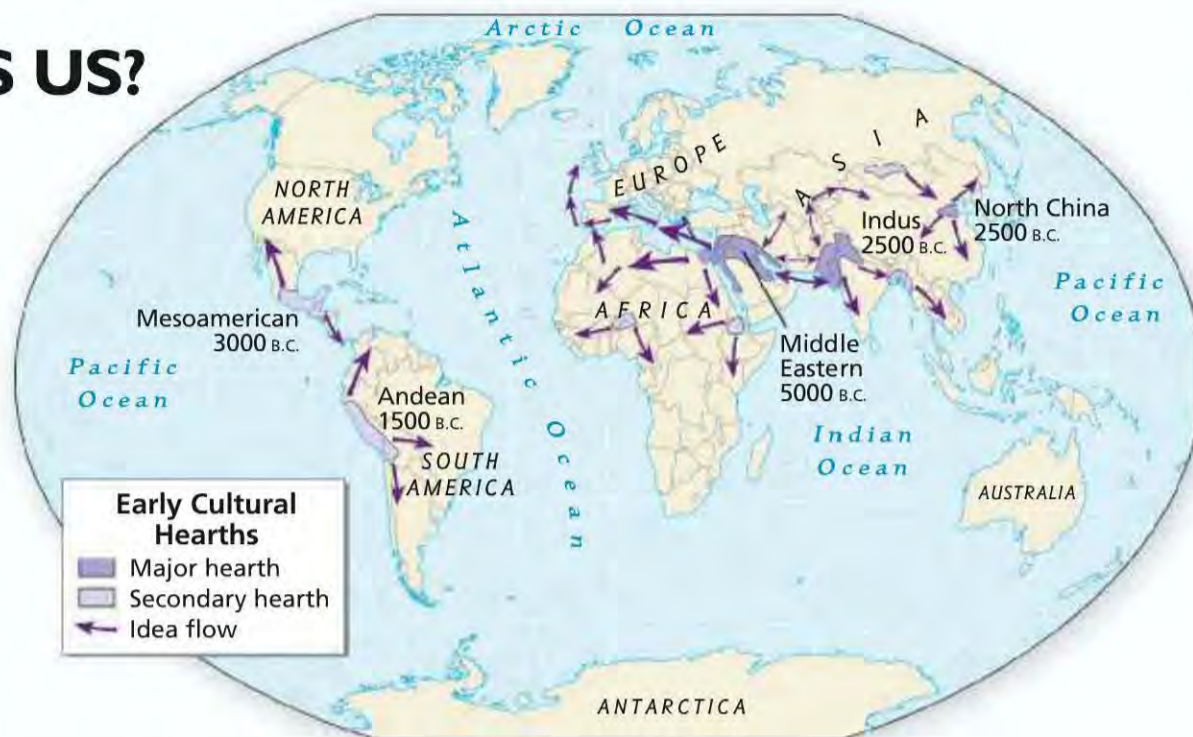 S US?
Arctic Ocean
NORTH
AMERICA
EUROPE
ASIA
Atlantic Ocean
Indus
2500 B.C.
North China
2500 B.C.
Pacific
Ocean
AFRICA
Mesoamerican
3000 B.C.
Middle
Eastern
5000 B.C.
Pacific
Ocean
Andean
1500 B.C.
Indian
Ocean
SOUTH
AMERICA
AUSTRALIA
Early Cultural
Hearths
Major hearth
Secondary hearth
Idea flow
ANTARCTICA